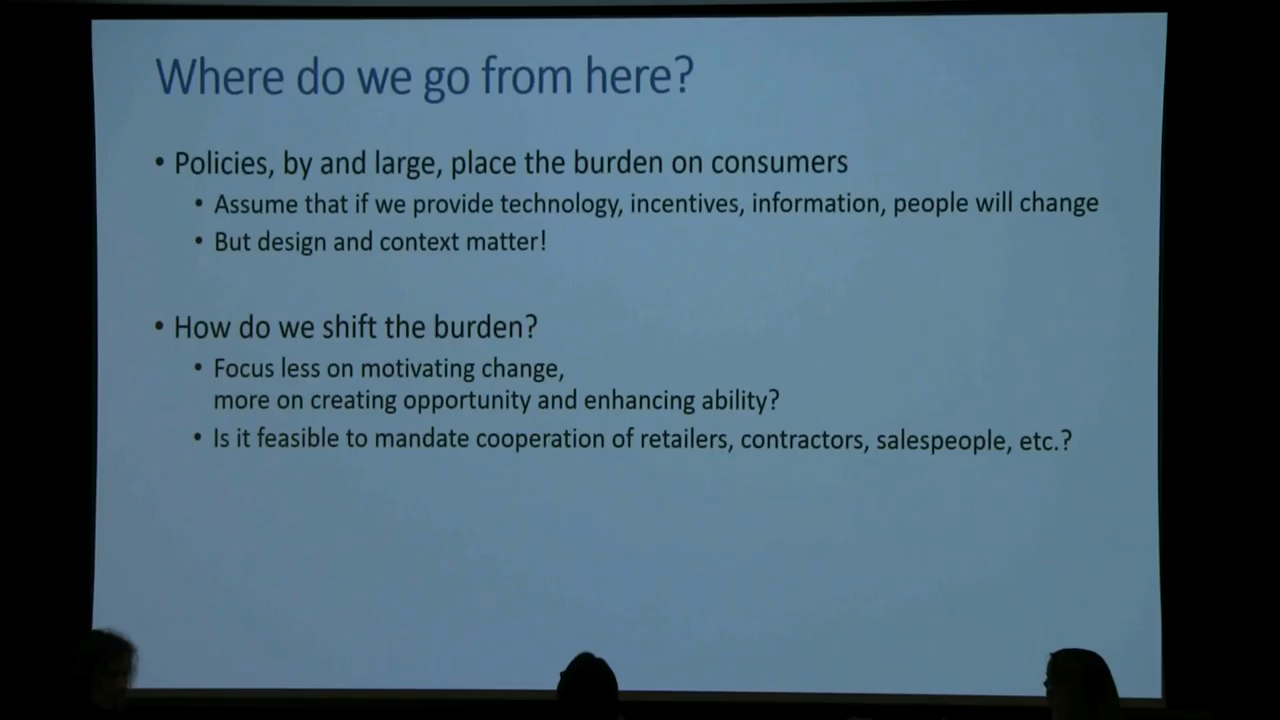 Where do we go from here?
• Policies, by and large, place the burden on consumers
• Assume that if we provide technology, incentives, information, people will change
• But design and context matter!
• How do we shift the burden?
• Focus less on motivating change,
more on creating opportunity and enhancing ability?
• Is it feasible to mandate cooperation of retailers, contractors, salespeople, etc.?